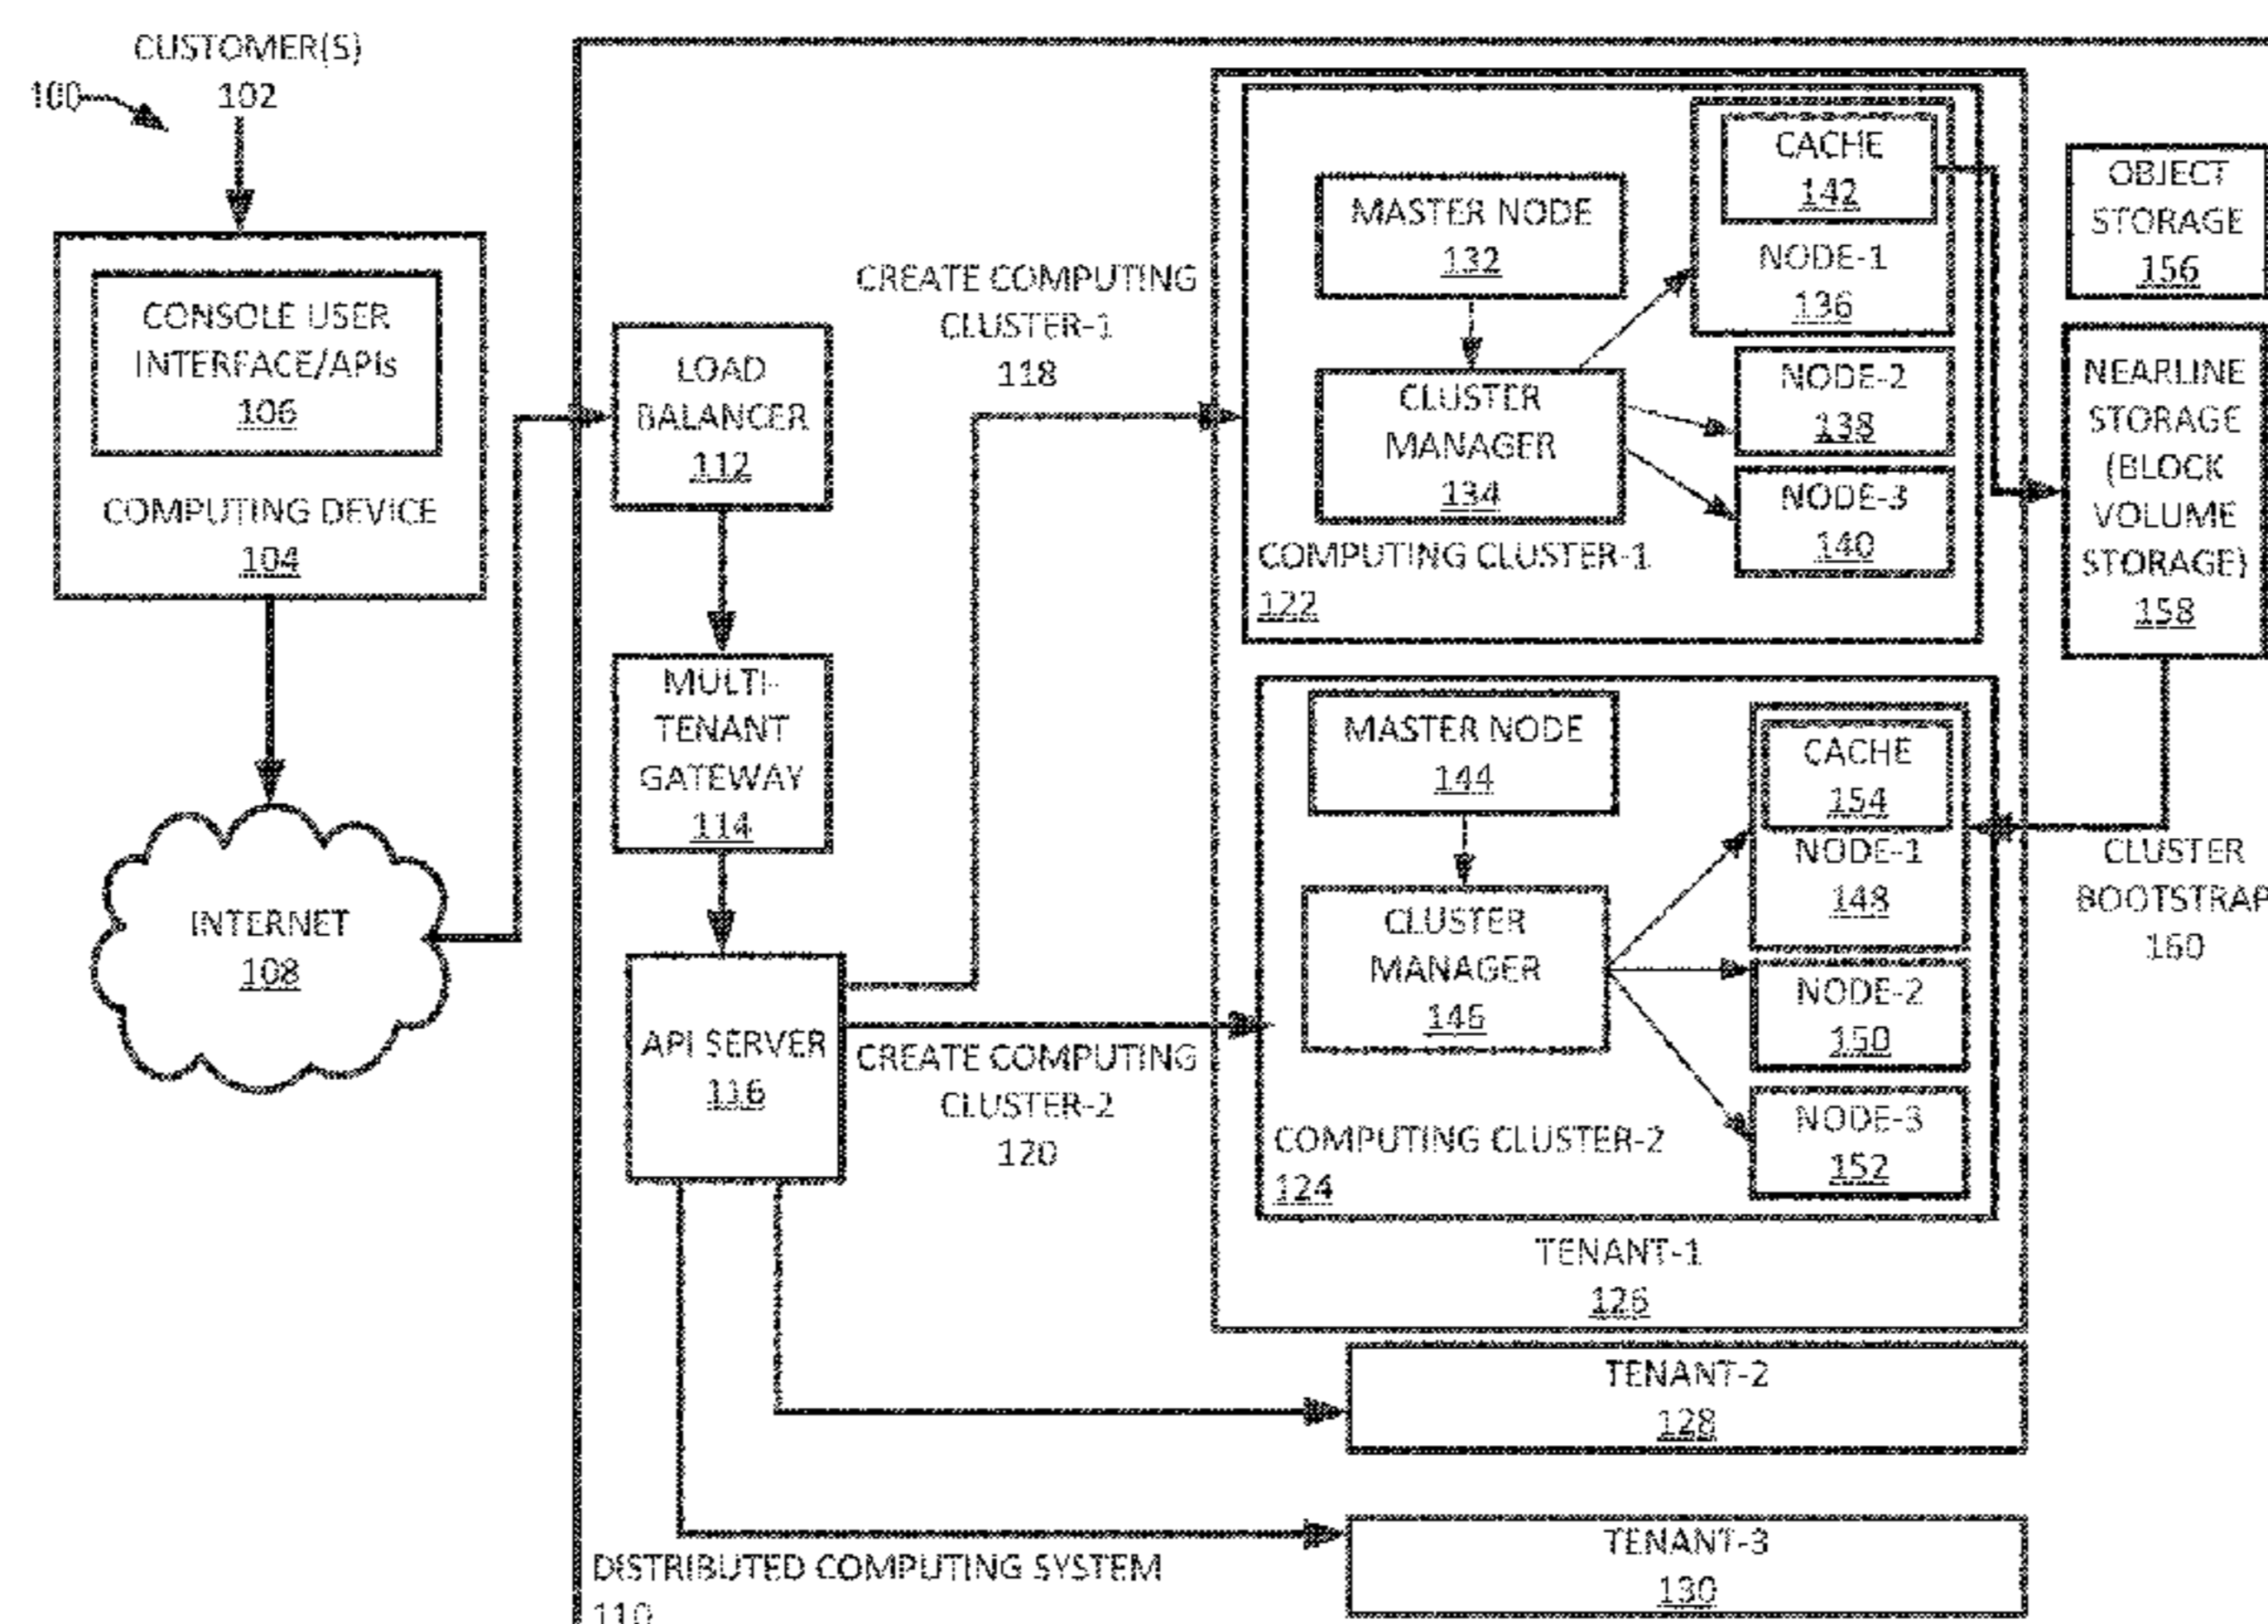 CUSTOMER(S)
102
100
CONSOLE USER
INTERFACE/APIs
106
COMPUTING DEVICE
104
INTERNET
108
LOAD
BALANCER
112
MULTI-
TENANT
GATEWAY
114
API SERVER
116
CREATE COMPUTING
CLUSTER-1
118
CREATE COMPUTING
CLUSTER-2
120
MASTER NODE
132
CLUSTER
MANAGER
134
CACHE
142
NODE-1
136
NODE-2
138
NODE-3
140
COMPUTING CLUSTER-1
122
MASTER NODE
144
CLUSTER
MANAGER
146
CACHE
154
NODE-1
148
NODE-2
150
NODE-3
152
COMPUTING CLUSTER-2
124
TENANT-1
126
TENANT-2
128
TENANT-3
130
OBJECT
STORAGE
156
NEARLINE
STORAGE
(BLOCK
VOLUME
STORAGE)
158
CLUSTER
BOOTSTRAP
160
DISTRIBUTED COMPUTING SYSTEM
110